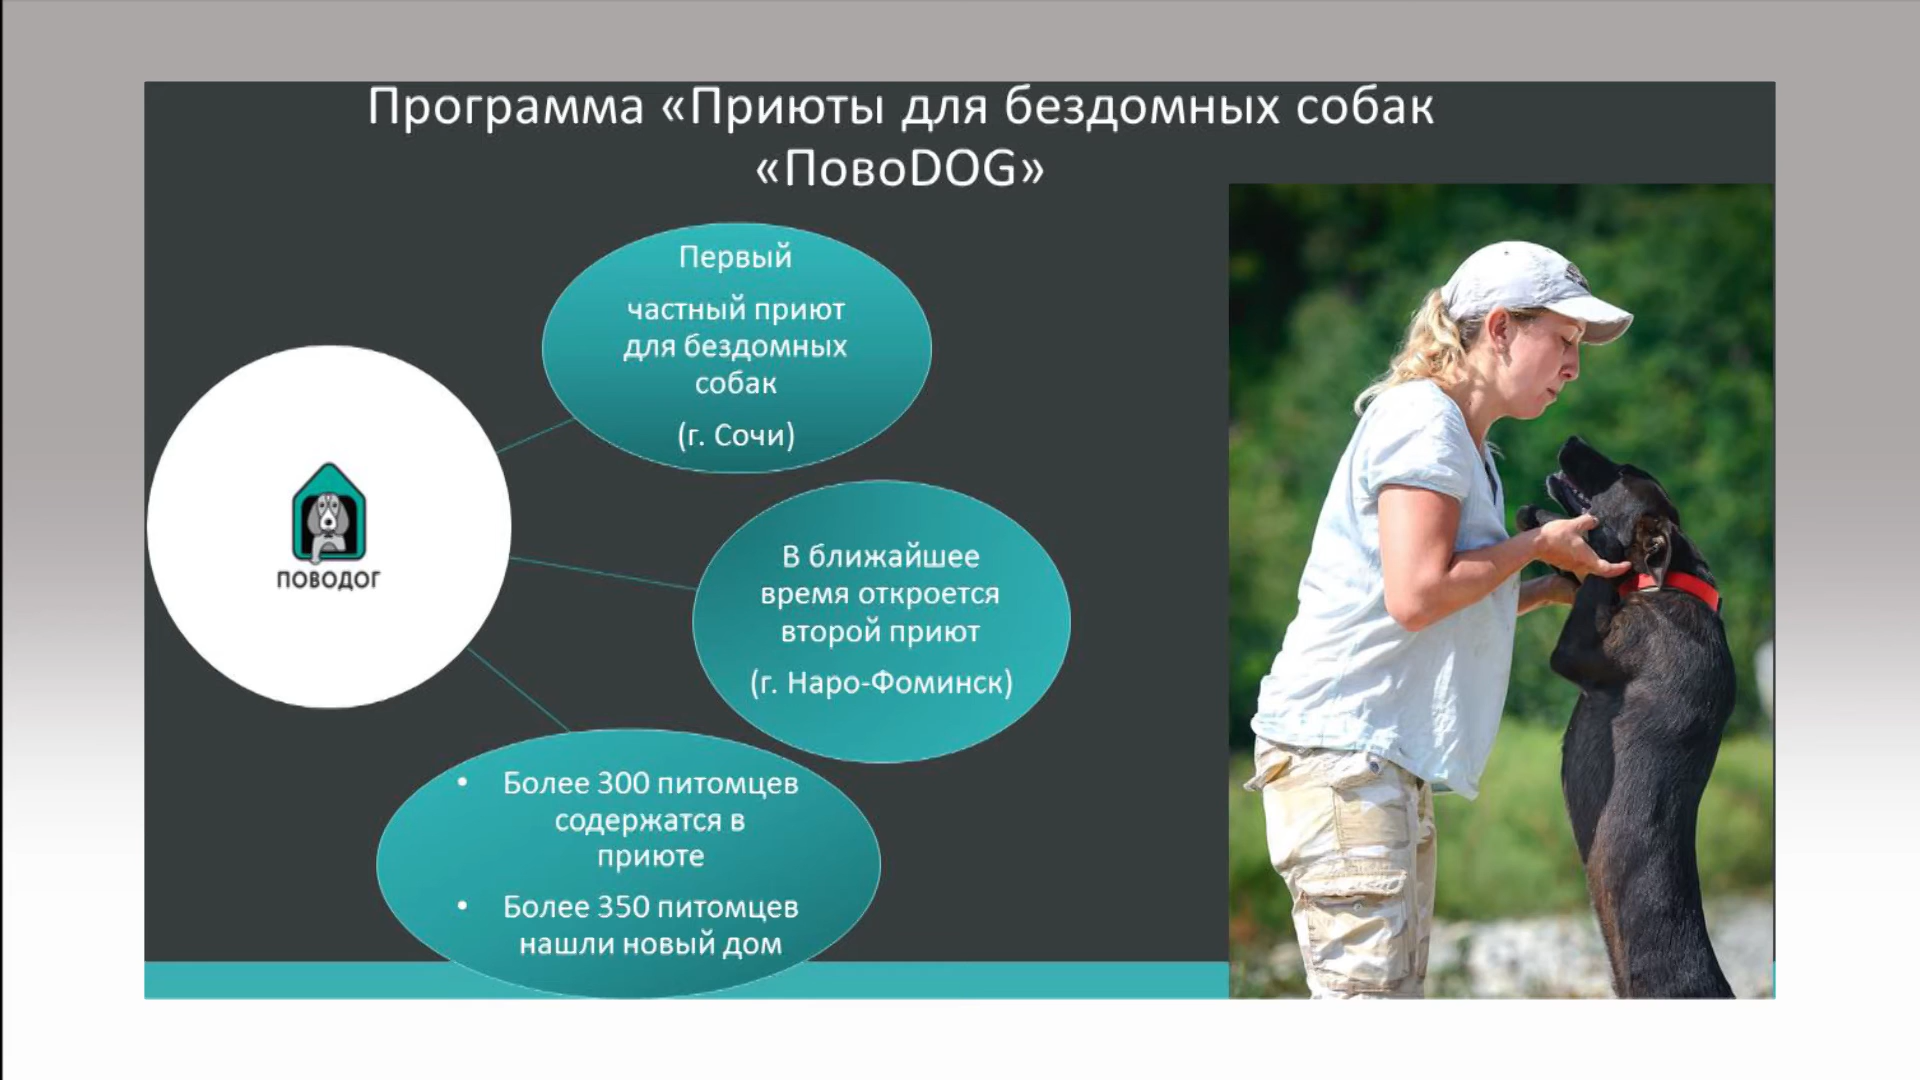 Программа «Приюты для бездомных собак
«ПовоDOG»
Первый
частный приют
для бездомных
собак
(г. Сочи)
ПОВОДОГ
В ближайшее
время откроется
второй приют
(г. Наро-Фоминск)
• Более 300 питомцев
содержатся в
приюте
• Более 350 питомцев
нашли новый дом